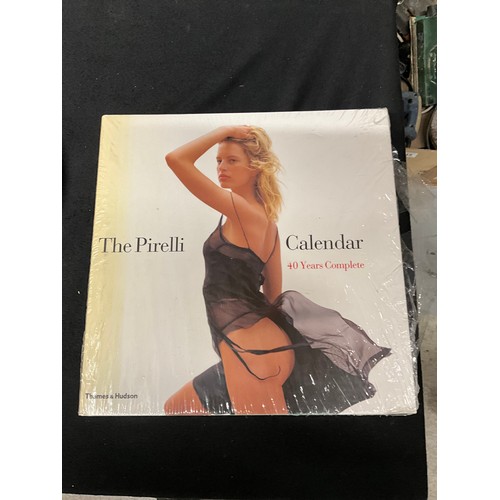 The Pirelli Calendar
40 Years Complete
Thames & Hudson